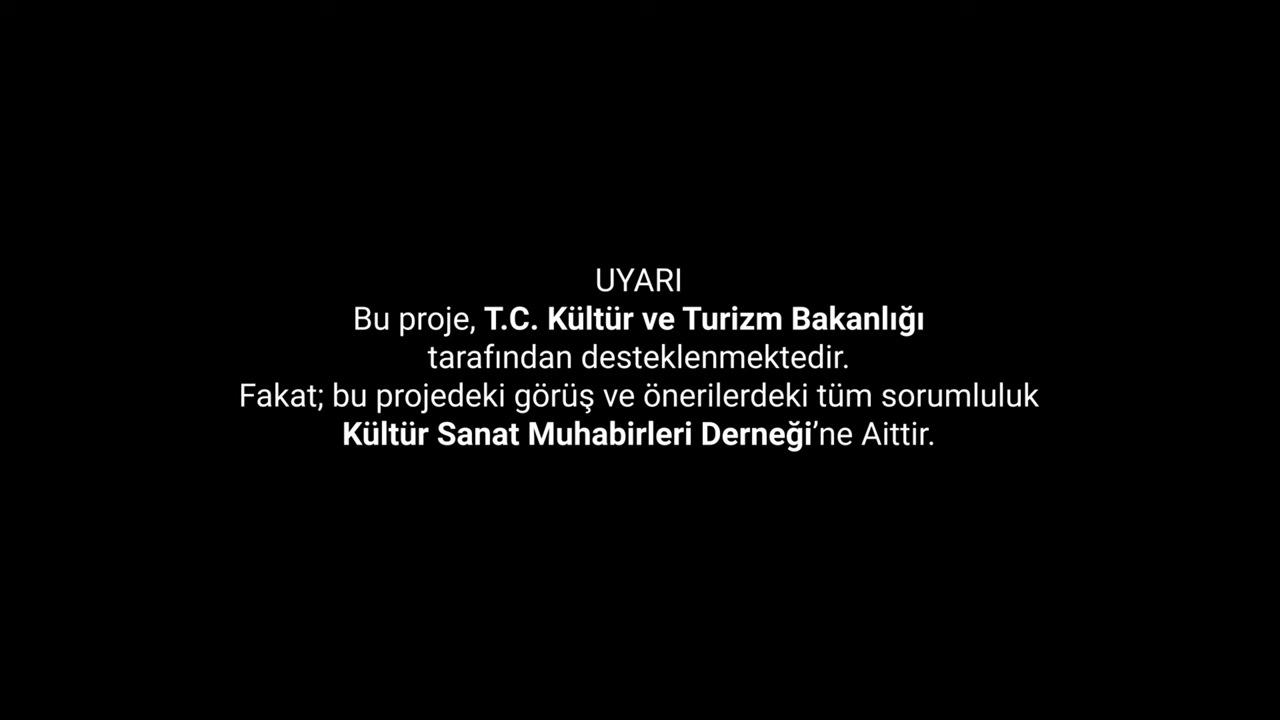 UYARI
Bu proje, T.C. Kültür ve Turizm Bakanlığı
tarafından desteklenmektedir.
Fakat; bu projedeki görüş ve önerilerdeki tüm sorumluluk
Kültür Sanat Muhabirleri Derneği’ne Aittir.